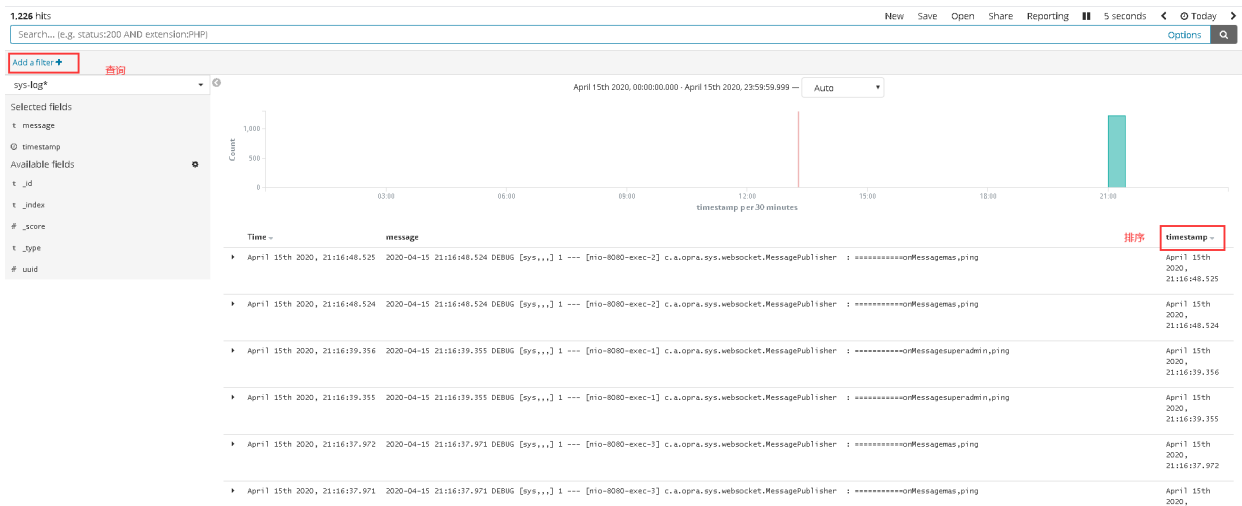 1,226 hits
New Save Open Share Reporting 5 seconds Today
Search... (e.g. status:200 AND extension:PHP)
Options
Add a filter
查询
sys-log*
April 15th 2020, 00:00:00.000 - April 15th 2020, 23:59:59.999 — Auto
Selected fields
t message
timestamp
Available fields
t _id
t _index
# _score
t _type
# uuid
Count
1,000
500
0
03:00 06:00 09:00 12:00 15:00 18:00 21:00
timestamp per 30 minutes
排序
Time message timestamp
April 15th 2020, 21:16:48.525 2020-04-15 21:16:48.524 DEBUG [sys,,,] 1 --- [nio-8080-exec-2] c.a.opra.sys.websocket.MessagePublisher : ===========onMessagemas,ping
April 15th
2020,
21:16:48.525
April 15th 2020, 21:16:48.524 2020-04-15 21:16:48.524 DEBUG [sys,,,] 1 --- [nio-8080-exec-2] c.a.opra.sys.websocket.MessagePublisher : ===========onMessagemas,ping
April 15th
2020,
21:16:48.524
April 15th 2020, 21:16:39.356 2020-04-15 21:16:39.355 DEBUG [sys,,,] 1 --- [nio-8080-exec-1] c.a.opra.sys.websocket.MessagePublisher : ===========onMessagesuperadmin,ping
April 15th
2020,
21:16:39.356
April 15th 2020, 21:16:39.355 2020-04-15 21:16:39.355 DEBUG [sys,,,] 1 --- [nio-8080-exec-1] c.a.opra.sys.websocket.MessagePublisher : ===========onMessagesuperadmin,ping
April 15th
2020,
21:16:39.355
April 15th 2020, 21:16:37.972 2020-04-15 21:16:37.971 DEBUG [sys,,,] 1 --- [nio-8080-exec-3] c.a.opra.sys.websocket.MessagePublisher : ===========onMessagemas,ping
April 15th
2020,
21:16:37.972
April 15th 2020, 21:16:37.971 2020-04-15 21:16:37.971 DEBUG [sys,,,] 1 --- [nio-8080-exec-3] c.a.opra.sys.websocket.MessagePublisher : ===========onMessagemas,ping
April 15th
2020,